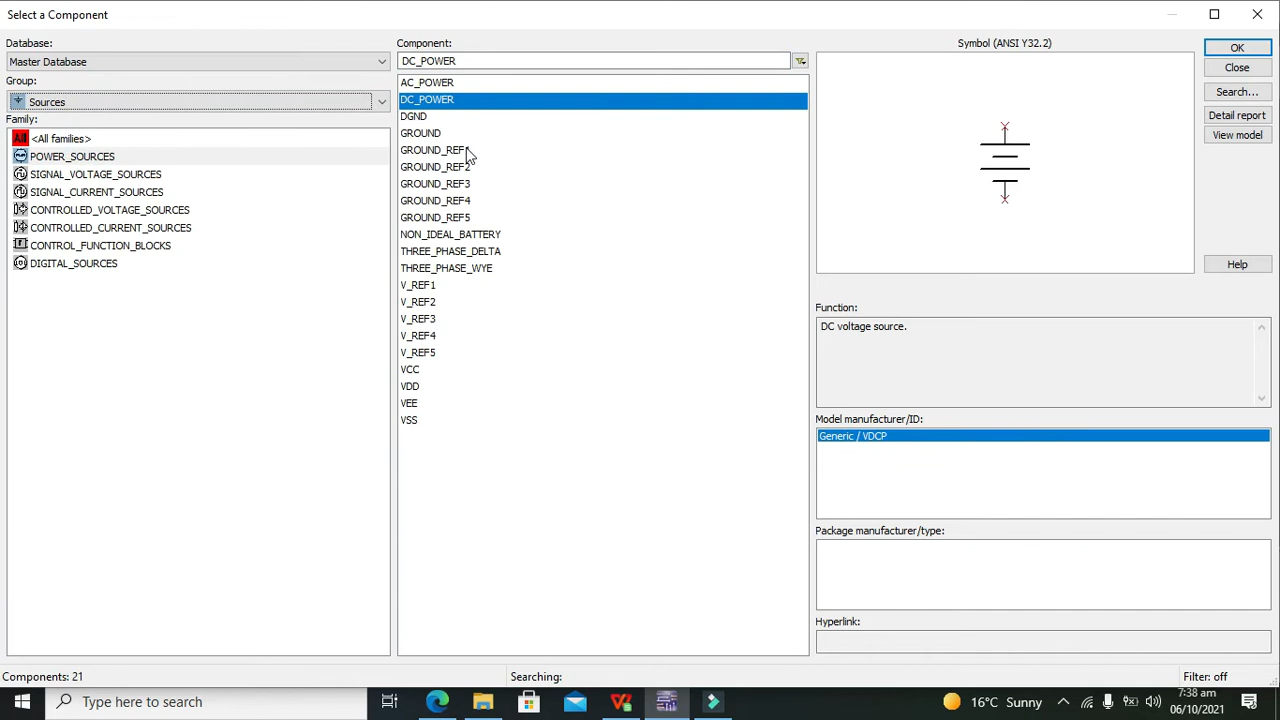 Select a Component
Database:
Master Database
Group:
Sources
Family:
All <All families>
POWER_SOURCES
SIGNAL_VOLTAGE_SOURCES
SIGNAL_CURRENT_SOURCES
CONTROLLED_VOLTAGE_SOURCES
CONTROLLED_CURRENT_SOURCES
CONTROL_FUNCTION_BLOCKS
DIGITAL_SOURCES
Component:
DC_POWER
AC_POWER
DC_POWER
DGND
GROUND
GROUND_REF1
GROUND_REF2
GROUND_REF3
GROUND_REF4
GROUND_REF5
NON_IDEAL_BATTERY
THREE_PHASE_DELTA
THREE_PHASE_WYE
V_REF1
V_REF2
V_REF3
V_REF4
V_REF5
VCC
VDD
VEE
VSS
Symbol (ANSI Y32.2)
OK
Close
Search...
Detail report
View model
Help
Function:
DC voltage source.
Model manufacturer/ID:
Generic / VDCP
Package manufacturer/type:
Hyperlink:
Components: 21
Searching:
Filter: off
Type here to search
16°C Sunny
7:38 am
06/10/2021